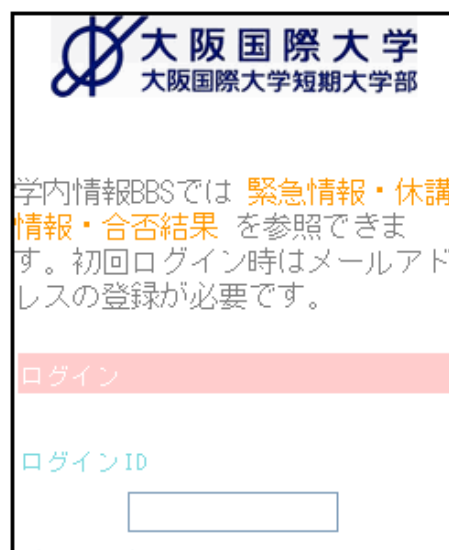 大阪国際大学
大阪国際大学短期大学部
学内情報BBSでは 緊急情報・休講
情報・合否結果 を参照できま
す。初回ログイン時はメールアド
レスの登録が必要です。
ログイン
ログインID